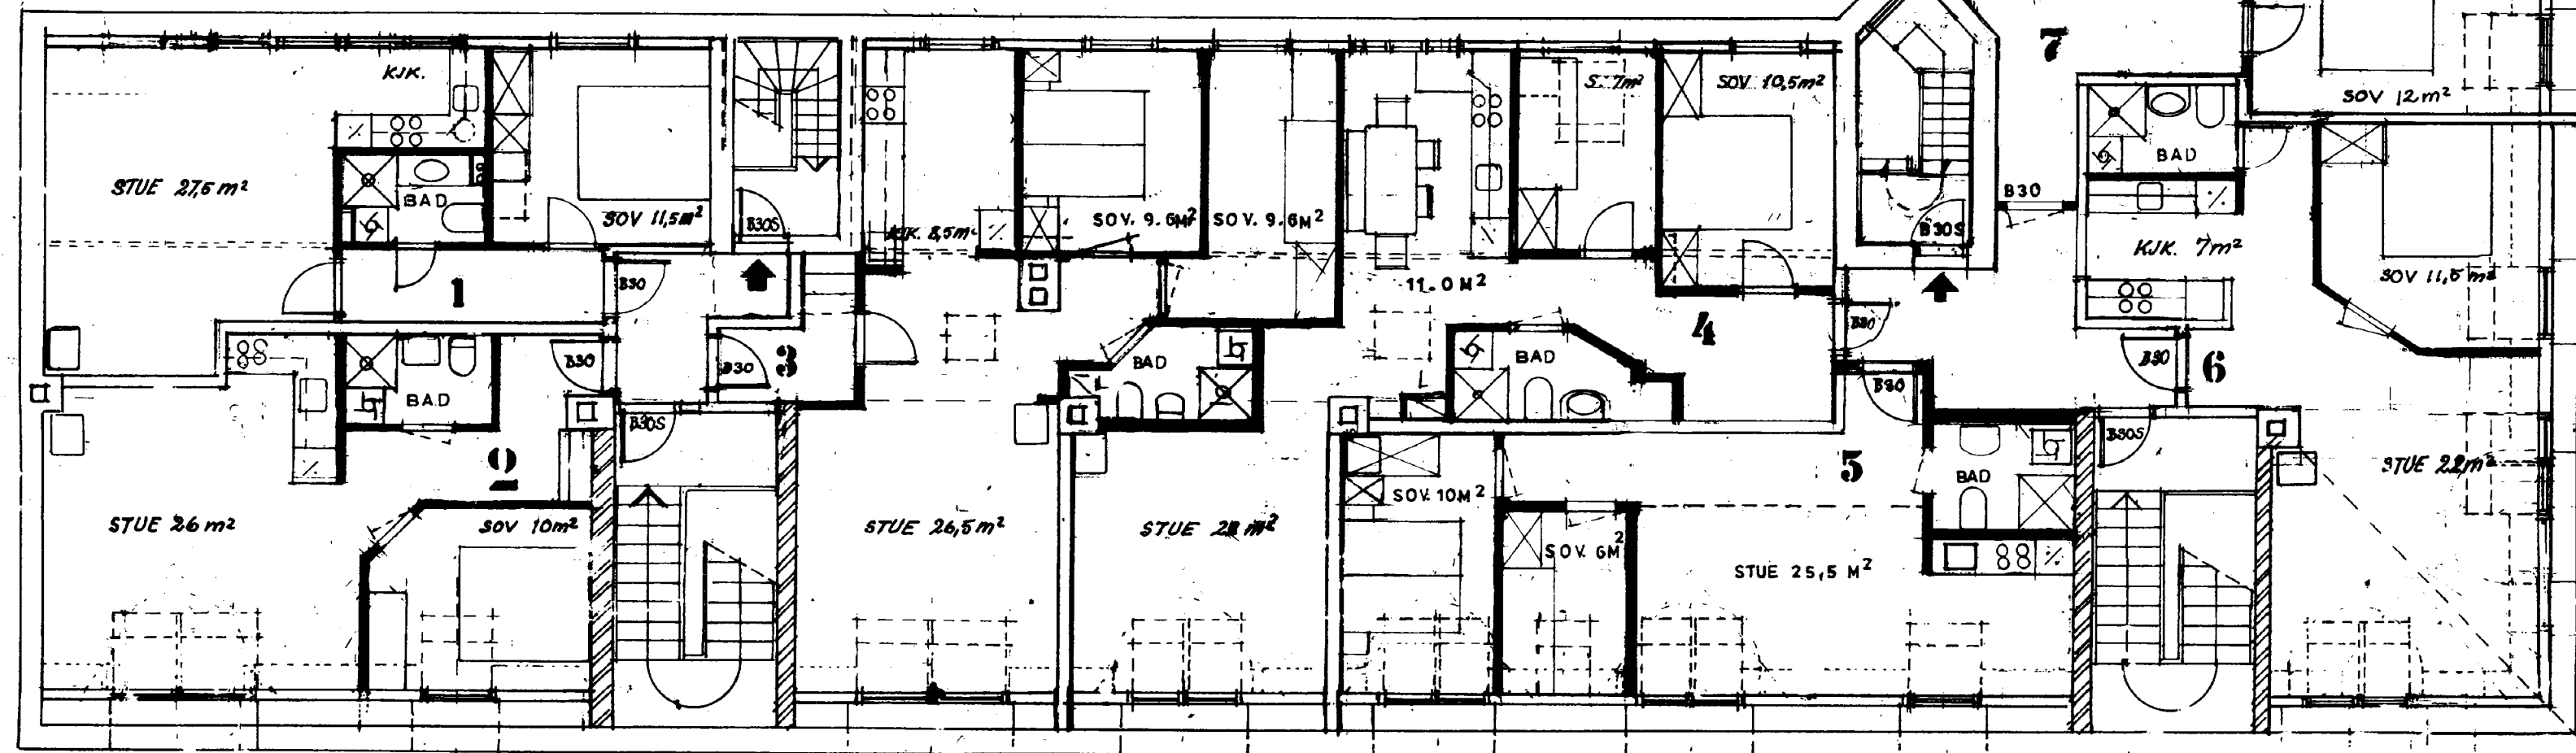 7
KJK.
S. 7m²
SOV. 10,5m²
SOV 12m²
STUE 27,5 m²
BAD
SOV 11,5m²
B30S
KJK. 8,5m²
SOV. 9.6M²
SOV. 9.6M²
BAD
B30
B30S
KJK. 7m²
SOV 11,5m²
11.0 M²
1
B30
4
B30
B30
3
B30
BAD
BAD
B30
B30
6
BAD
B30S
B30S
2
5
SOV. 10M²
BAD
STUE 22m²
STUE 26 m²
SOV 10m²
STUE 26,5 m²
STUE
m²
SOV. 6M²
STUE 25,5 M²